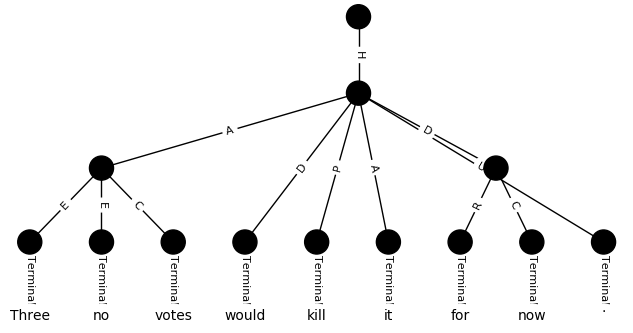 H
A D P A D U
E E C R C
Terminal Terminal Terminal Terminal Terminal Terminal Terminal Terminal Terminal
Three no votes would kill it for now .